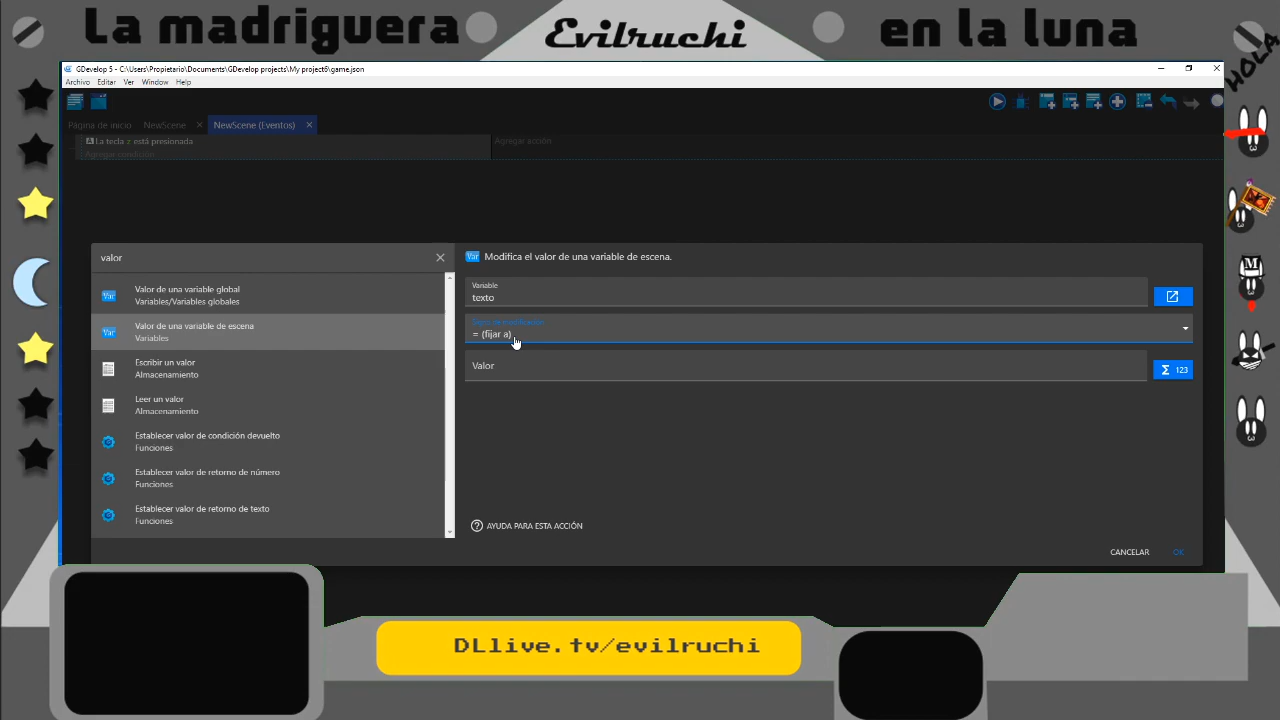 La madriguera
Evilruchi
en la luna
HOLA
GDevelop 5 - C:\Users\Propietario\Documents\GDevelop projects\My project6\game.json
Archivo Editar Ver Window Help
Página de inicio NewScene × NewScene (Eventos) ×
La tecla z está presionada
Agregar acción
Agregar condición
valor
Modifica el valor de una variable de escena.
Valor de una variable global
Variables/Variables globales
Valor de una variable de escena
Variables
Escribir un valor
Almacenamiento
Leer un valor
Almacenamiento
Establecer valor de condición devuelto
Funciones
Establecer valor de retorno de número
Funciones
Establecer valor de retorno de texto
Funciones
Variable
texto
= (fijar a)
Valor
Σ 123
AYUDA PARA ESTA ACCIÓN
CANCELAR OK
M
DLlive.tv/evilruchi